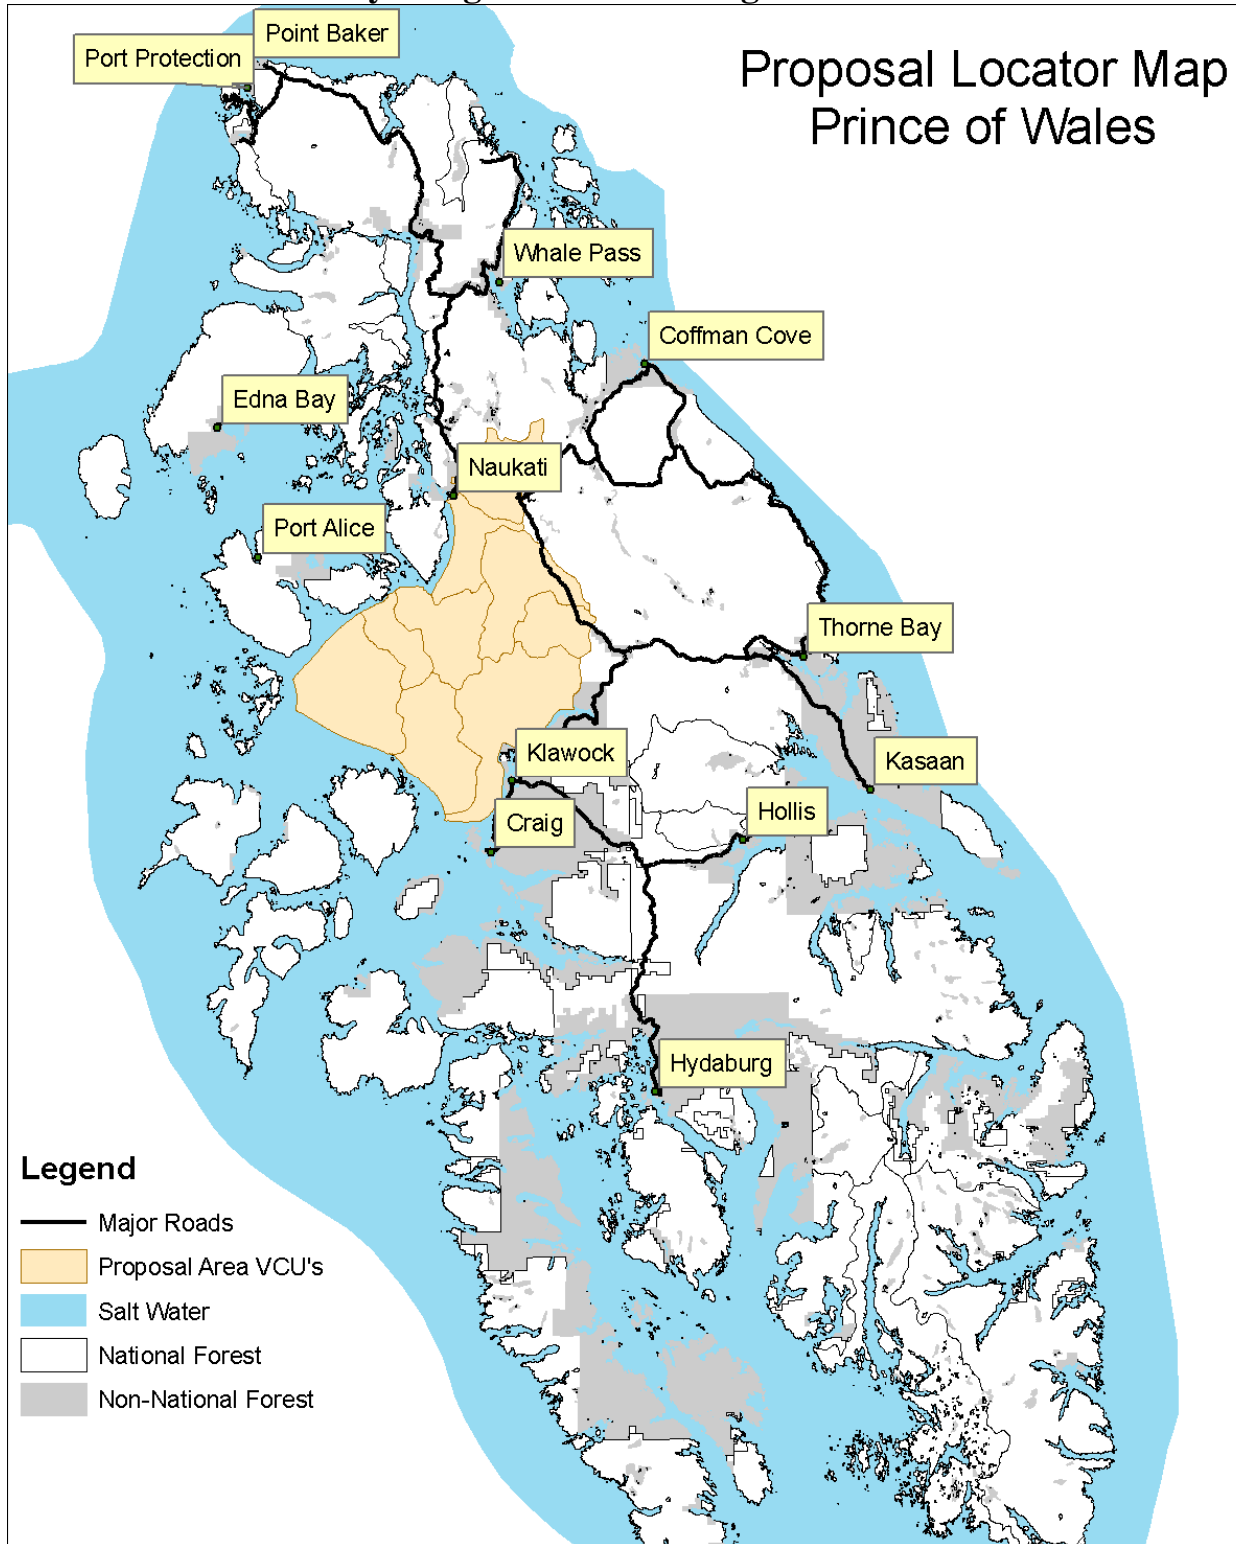 Proposal Locator Map
Prince of Wales
Point Baker
Port Protection
Whale Pass
Coffman Cove
Edna Bay
Naukati
Port Alice
Thorne Bay
Klawock
Kasaan
Craig
Hollis
Hydaburg
Legend
Major Roads
Proposal Area VCU's
Salt Water
National Forest
Non-National Forest